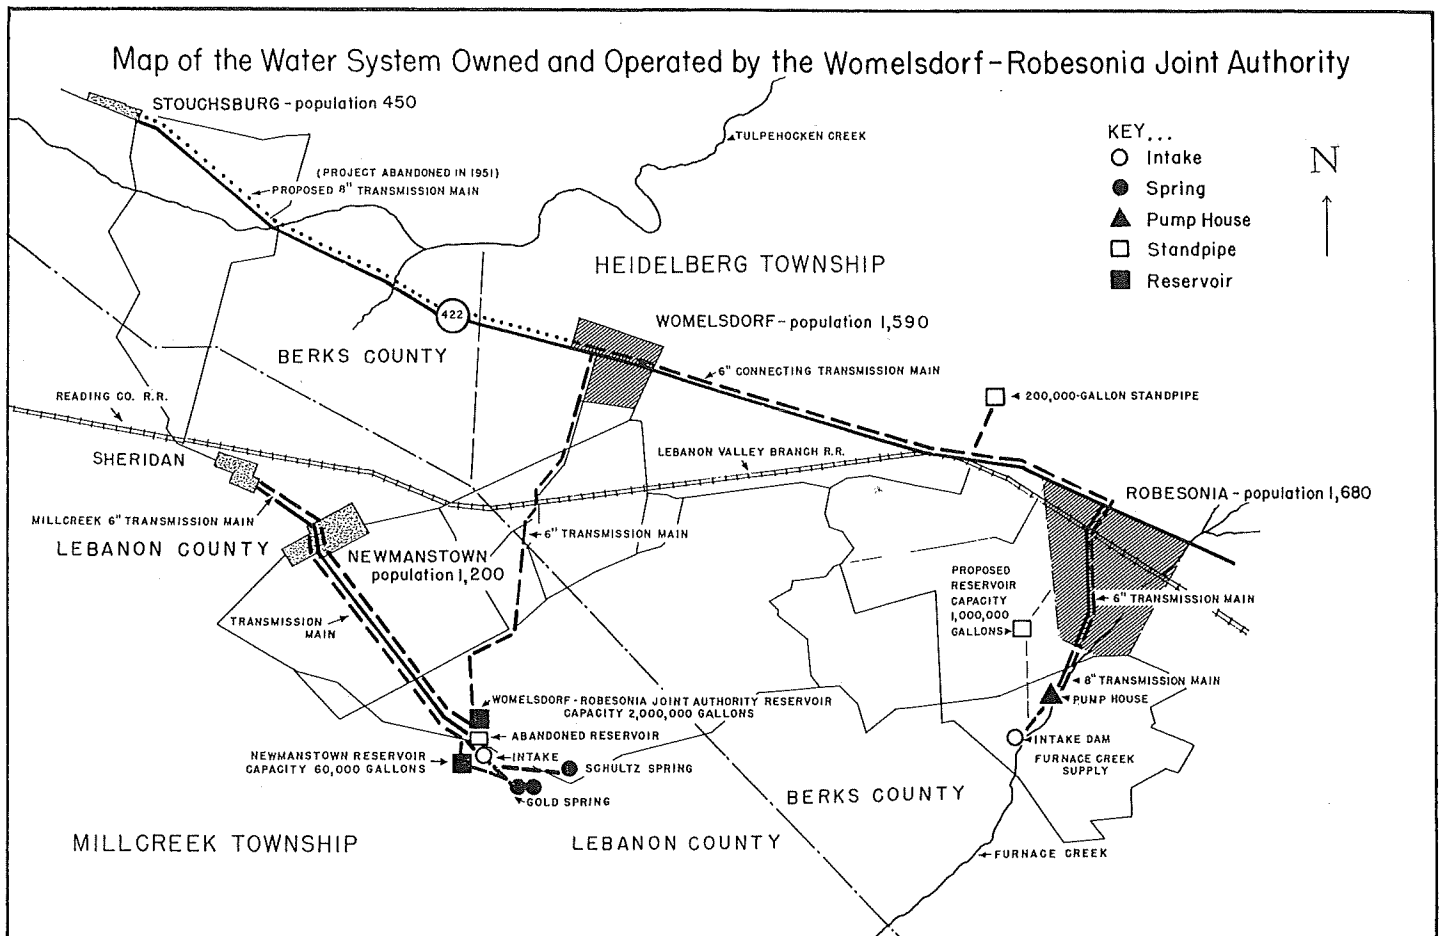 Map of the Water System Owned and Operated by the Womelsdorf-Robesonia Joint Authority
STOUCHSBURG - population 450
TULPEHOCKEN CREEK
KEY...
Intake
Spring
Pump House
Standpipe
Reservoir
N
(PROJECT ABANDONED IN 1951)
PROPOSED 8" TRANSMISSION MAIN
HEIDELBERG TOWNSHIP
422
WOMELSDORF - population 1,590
BERKS COUNTY
6" CONNECTING TRANSMISSION MAIN
READING CO. R.R.
200,000-GALLON STANDPIPE
SHERIDAN
LEBANON VALLEY BRANCH R.R.
ROBESONIA - population 1,680
MILLCREEK 6" TRANSMISSION MAIN
LEBANON COUNTY
6" TRANSMISSION MAIN
NEWMANSTOWN
population 1,200
PROPOSED
RESERVOIR
CAPACITY
1,000,000
GALLONS
6" TRANSMISSION MAIN
TRANSMISSION
MAIN
8" TRANSMISSION MAIN
PUMP HOUSE
WOMELSDORF - ROBESONIA JOINT AUTHORITY RESERVOIR
CAPACITY 2,000,000 GALLONS
ABANDONED RESERVOIR
INTAKE DAM
NEWMANSTOWN RESERVOIR
CAPACITY 60,000 GALLONS
INTAKE
SCHULTZ SPRING
FURNACE CREEK
SUPPLY
GOLD SPRING
BERKS COUNTY
MILLCREEK TOWNSHIP
LEBANON COUNTY
FURNACE CREEK